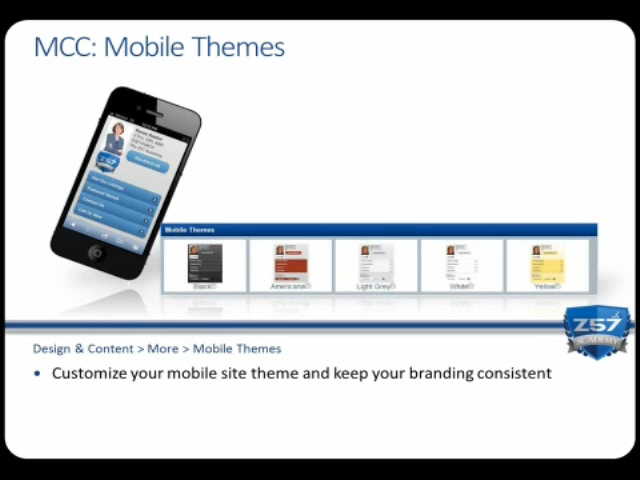 MCC: Mobile Themes
Z57
Mobile Themes
Black
Americana
Light Grey
White
Yellow
Z57
ACADEMY
Design & Content > More > Mobile Themes
• Customize your mobile site theme and keep your branding consistent